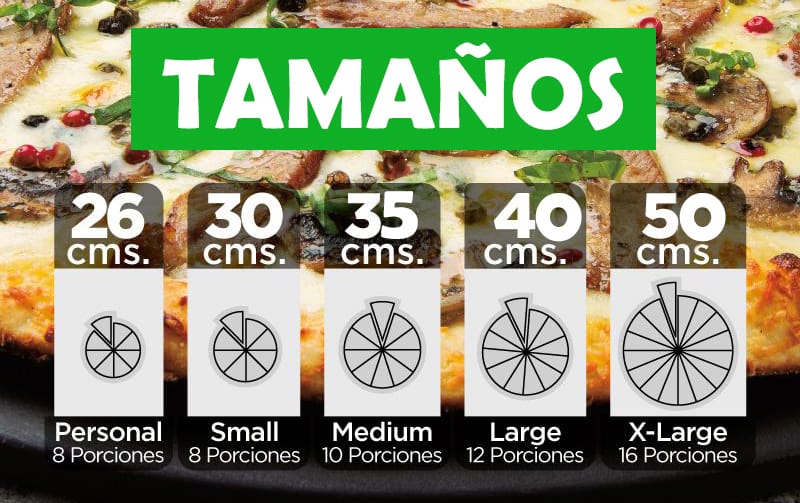 TAMAÑOS
26
cms.
Personal
8 Porciones
30
cms.
Small
8 Porciones
35
cms.
Medium
10 Porciones
40
cms.
Large
12 Porciones
50
cms.
X-Large
16 Porciones